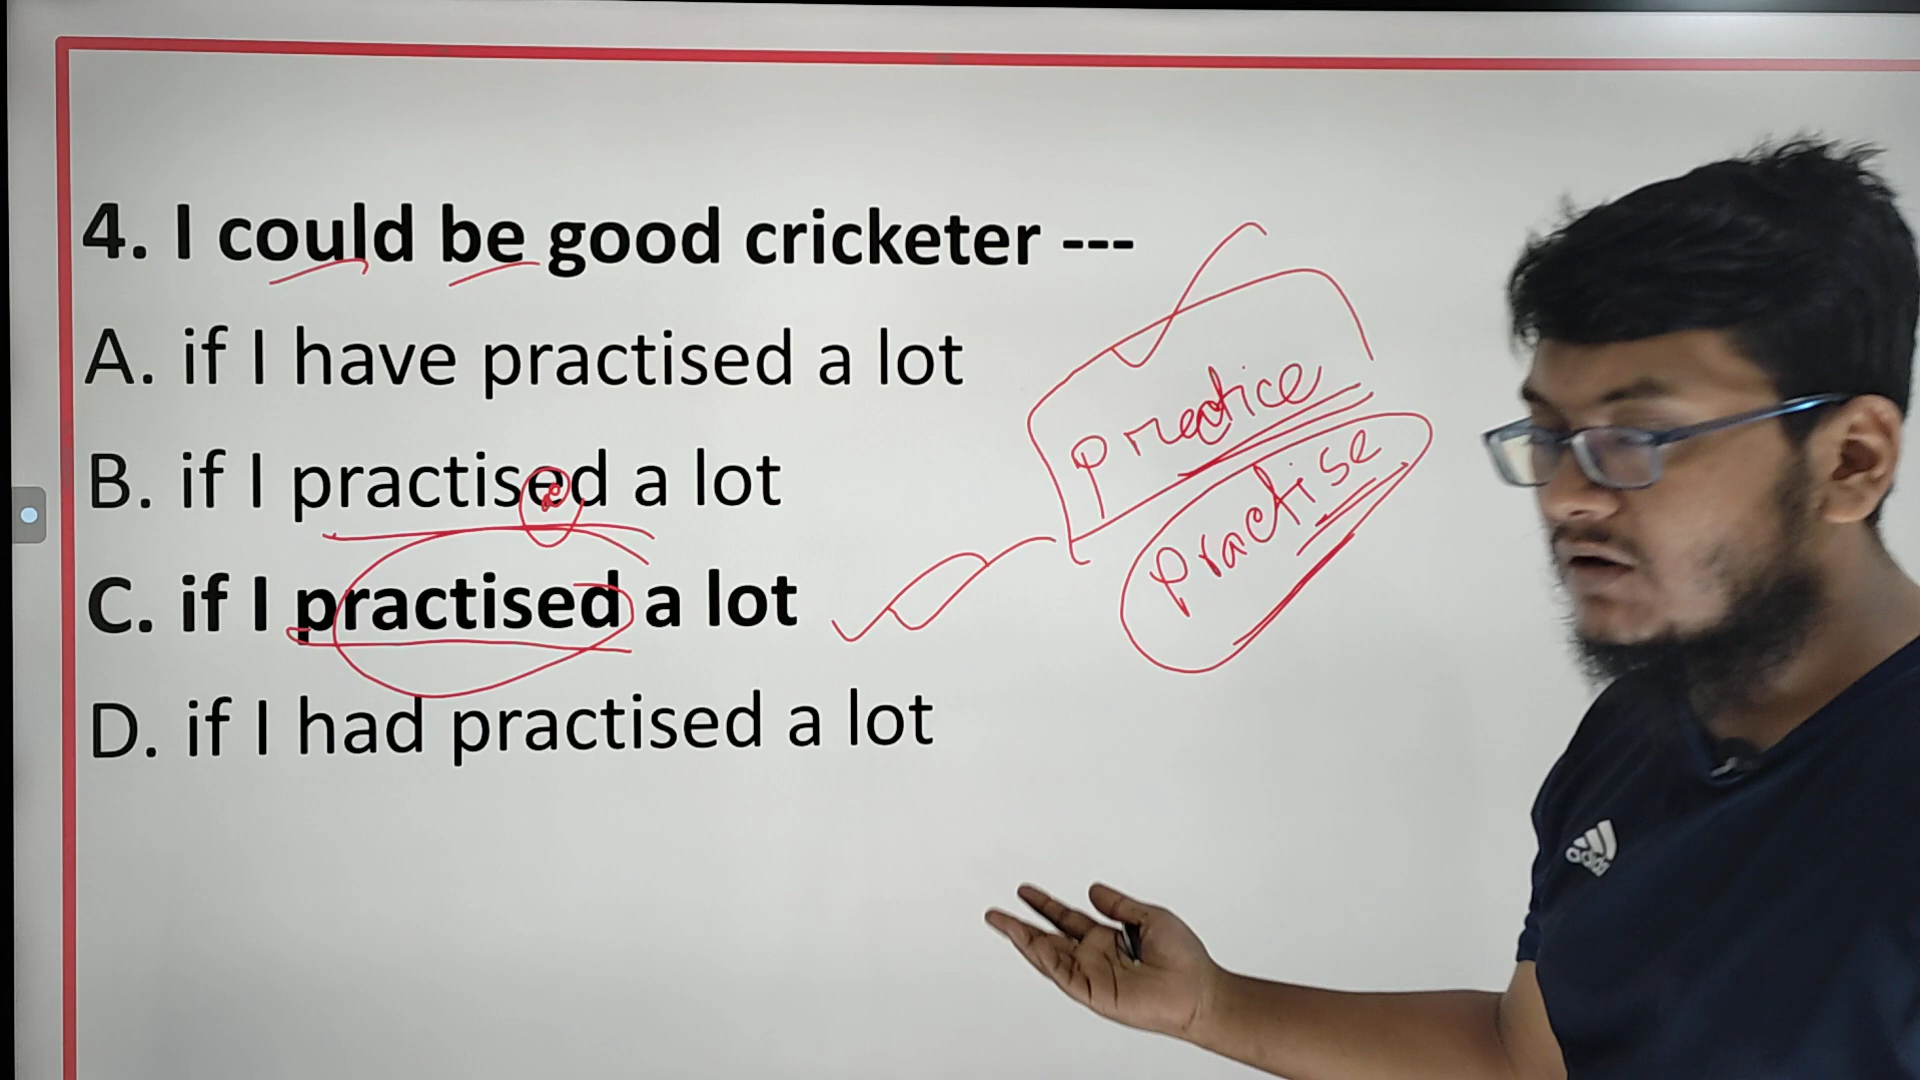 4. I could be good cricketer ---
A. if I have practised a lot
B. if I practised a lot
C. if I practised a lot
D. if I had practised a lot
practice
practise
adidas